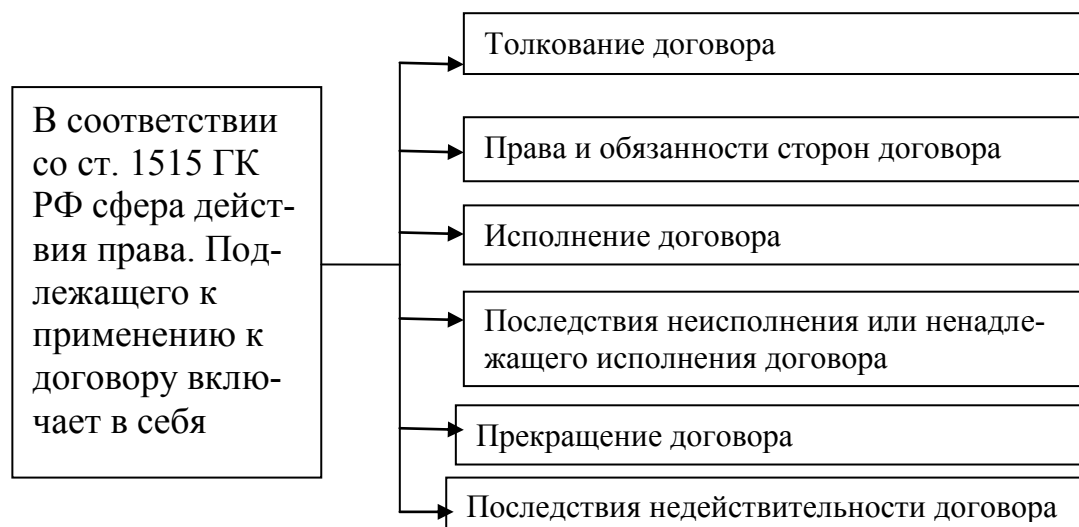 В соответствии
со ст. 1515 ГК
РФ сфера дейст-
вия права. Под-
лежащего к
применению к
договору вклю-
чает в себя
Толкование договора
Права и обязанности сторон договора
Исполнение договора
Последствия неисполнения или ненадле-
жащего исполнения договора
Прекращение договора
Последствия недействительности договора